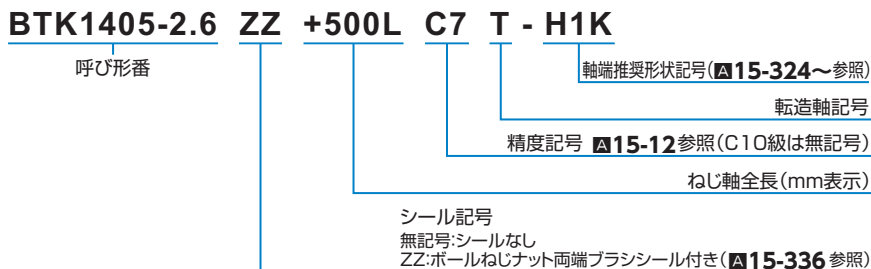 BTK1405-2.6 ZZ +500L C7 T - H1K
呼び形番
軸端推奨形状記号(A15-324～参照)
転造軸記号
精度記号 A15-12参照(C10級は無記号)
ねじ軸全長(mm表示)
シール記号
無記号:シールなし
ZZ:ボールねじナット両端ブラシシール付き(A15-336参照)